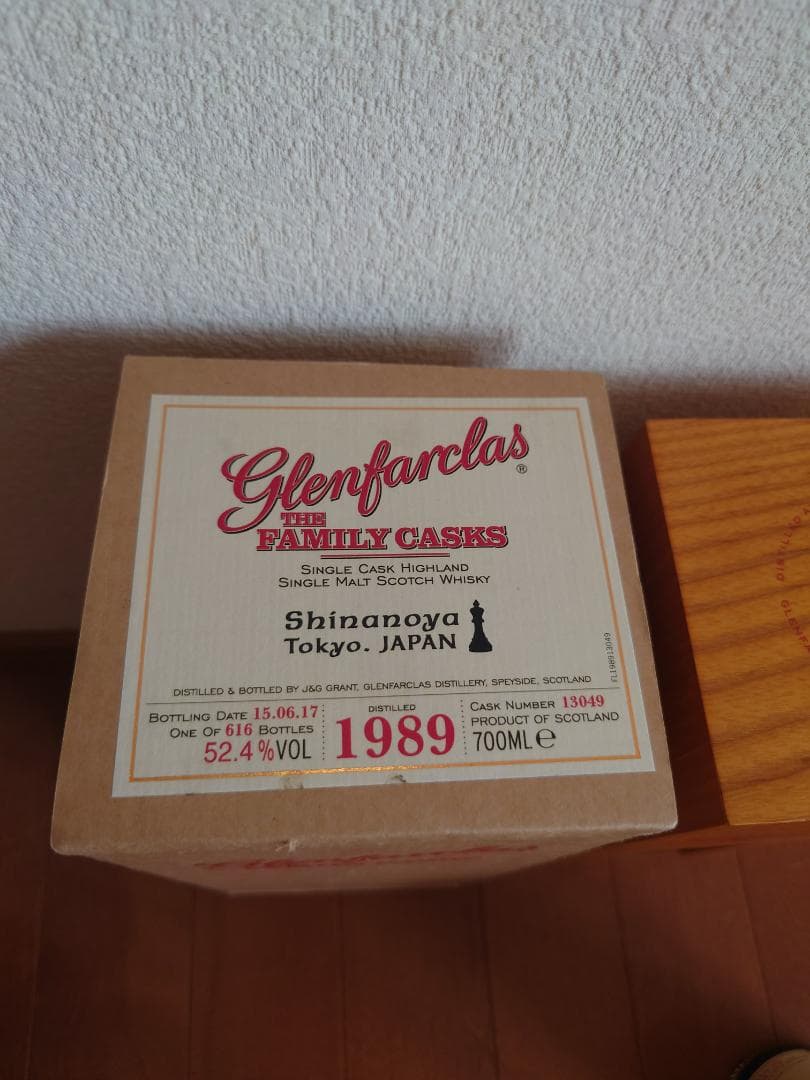 Glenfarclas®
THE
FAMILY CASKS
SINGLE CASK HIGHLAND
SINGLE MALT SCOTCH WHISKY
Shinanoya
Tokyo. JAPAN
FL198913049
DISTILLED & BOTTLED BY J&G GRANT, GLENFARCLAS DISTILLERY, SPEYSIDE, SCOTLAND
BOTTLING DATE 15.06.17
ONE OF 616 BOTTLES
52.4%VOL
DISTILLED
1989
CASK NUMBER 13049
PRODUCT OF SCOTLAND
700ML ℮